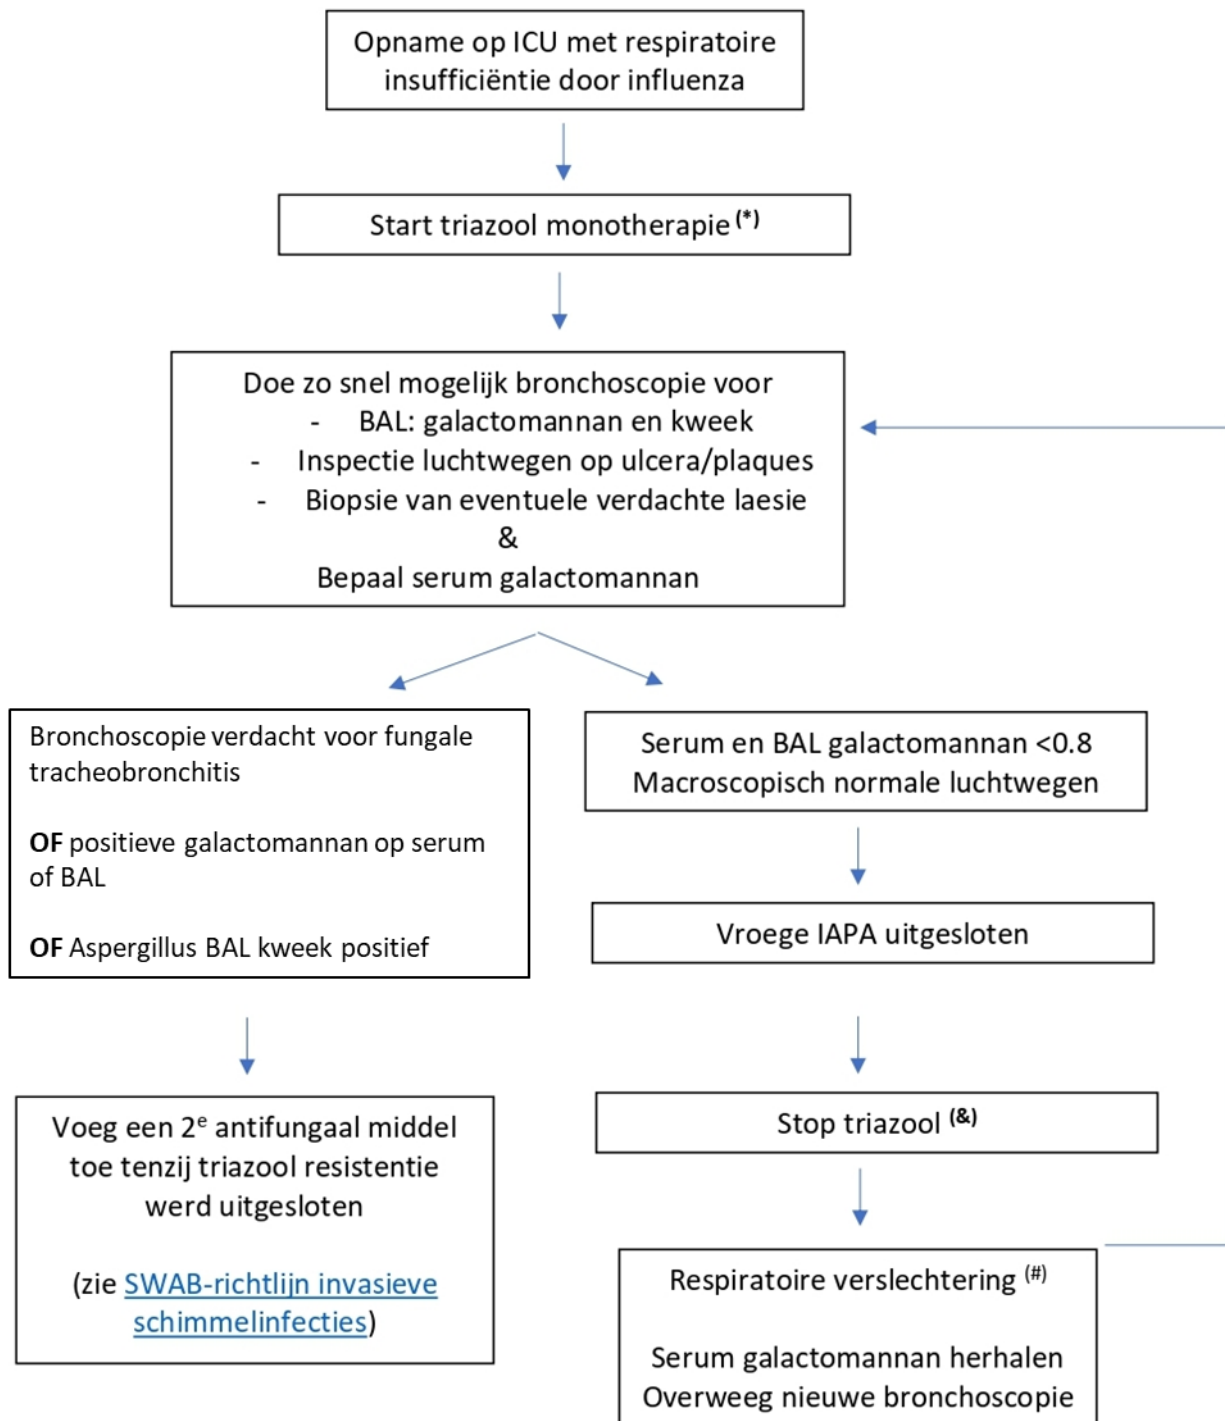 Opname op ICU met respiratoire
insufficiëntie door influenza
Start triazool monotherapie (*)
Doe zo snel mogelijk bronchoscopie voor
- BAL: galactomannan en kweek
- Inspectie luchtwegen op ulcera/plaques
- Biopsie van eventuele verdachte laesie
&
Bepaal serum galactomannan
Bronchoscopie verdacht voor fungale
tracheobronchitis
OF positieve galactomannan op serum
of BAL
OF Aspergillus BAL kweek positief
Voeg een 2e antifungaal middel
toe tenzij triazool resistentie
werd uitgesloten
(zie SWAB-richtlijn invasieve
schimmelinfecties)
Serum en BAL galactomannan <0.8
Macroscopisch normale luchtwegen
Vroege IAPA uitgesloten
Stop triazool (&)
Respiratoire verslechtering (#)
Serum galactomannan herhalen
Overweeg nieuwe bronchoscopie